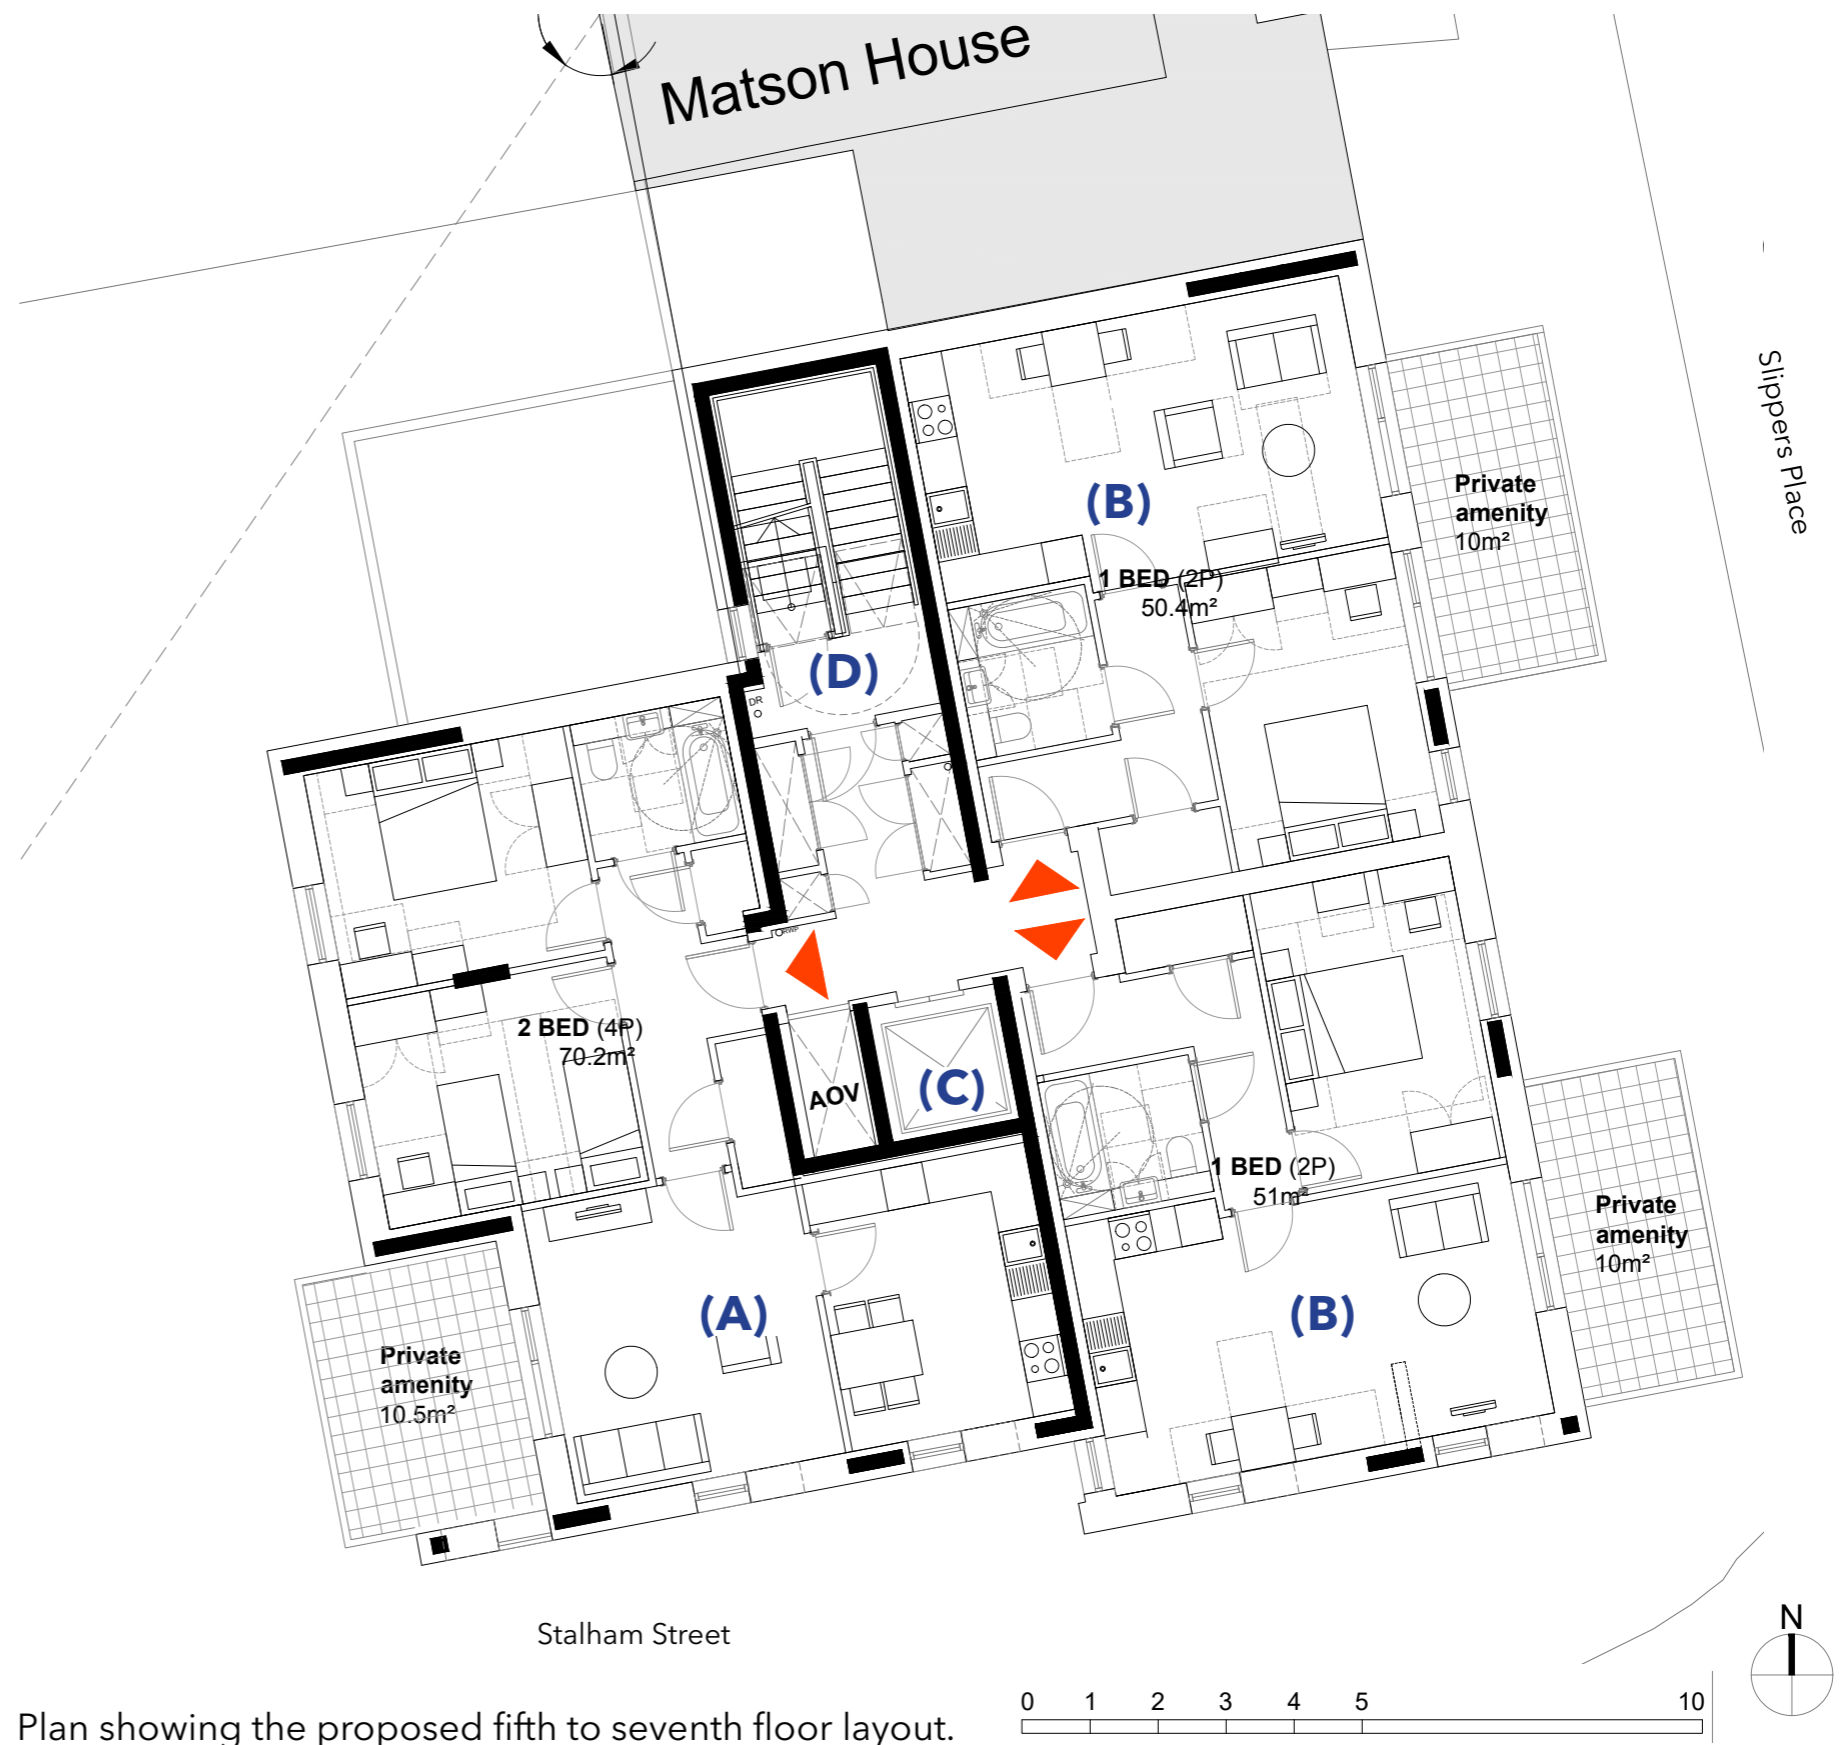 Matson House
Slippers Place
(B)
Private
amenity
10m²
1 BED (2P)
50.4m²
(D)
DR
2 BED (4P)
70.2m²
AOV
(C)
1 BED (2P)
51m²
Private
amenity
10m²
(A)
(B)
Private
amenity
10.5m²
Stalham Street
N
0 1 2 3 4 5 10
Plan showing the proposed fifth to seventh floor layout.